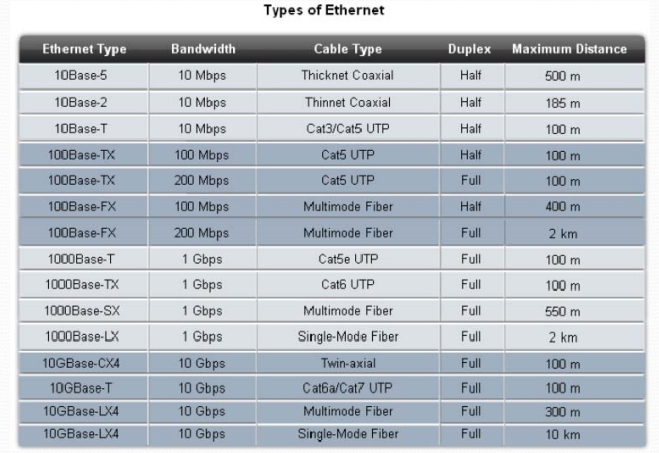 Types of Ethernet
Ethernet Type Bandwidth Cable Type Duplex Maximum Distance
10Base-5 10 Mbps Thicknet Coaxial Half 500 m
10Base-2 10 Mbps Thinnet Coaxial Half 185 m
10Base-T 10 Mbps Cat3/Cat5 UTP Half 100 m
100Base-TX 100 Mbps Cat5 UTP Half 100 m
100Base-TX 200 Mbps Cat5 UTP Full 100 m
100Base-FX 100 Mbps Multimode Fiber Half 400 m
100Base-FX 200 Mbps Multimode Fiber Full 2 km
1000Base-T 1 Gbps Cat5e UTP Full 100 m
1000Base-TX 1 Gbps Cat6 UTP Full 100 m
1000Base-SX 1 Gbps Multimode Fiber Full 550 m
1000Base-LX 1 Gbps Single-Mode Fiber Full 2 km
10GBase-CX4 10 Gbps Twin-axial Full 100 m
10GBase-T 10 Gbps Cat6a/Cat7 UTP Full 100 m
10GBase-LX4 10 Gbps Multimode Fiber Full 300 m
10GBase-LX4 10 Gbps Single-Mode Fiber Full 10 km